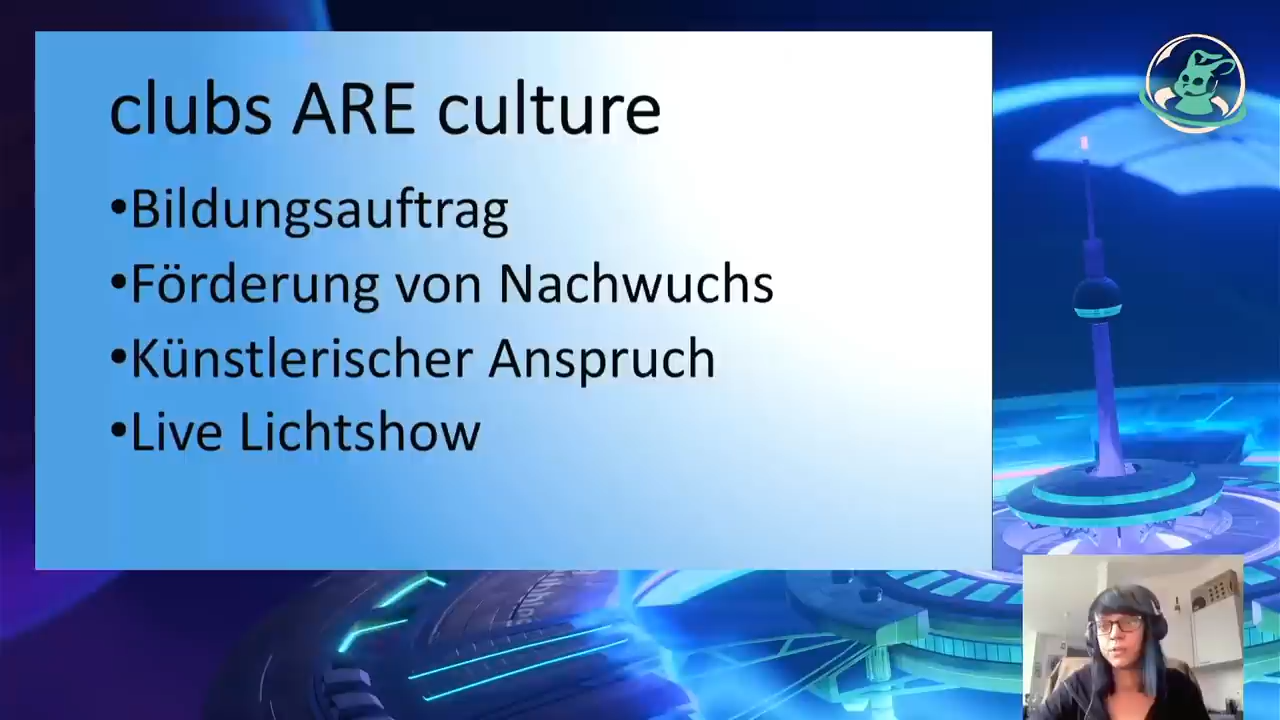 clubs ARE culture
•Bildungsauftrag
•Förderung von Nachwuchs
•Künstlerischer Anspruch
•Live Lichtshow